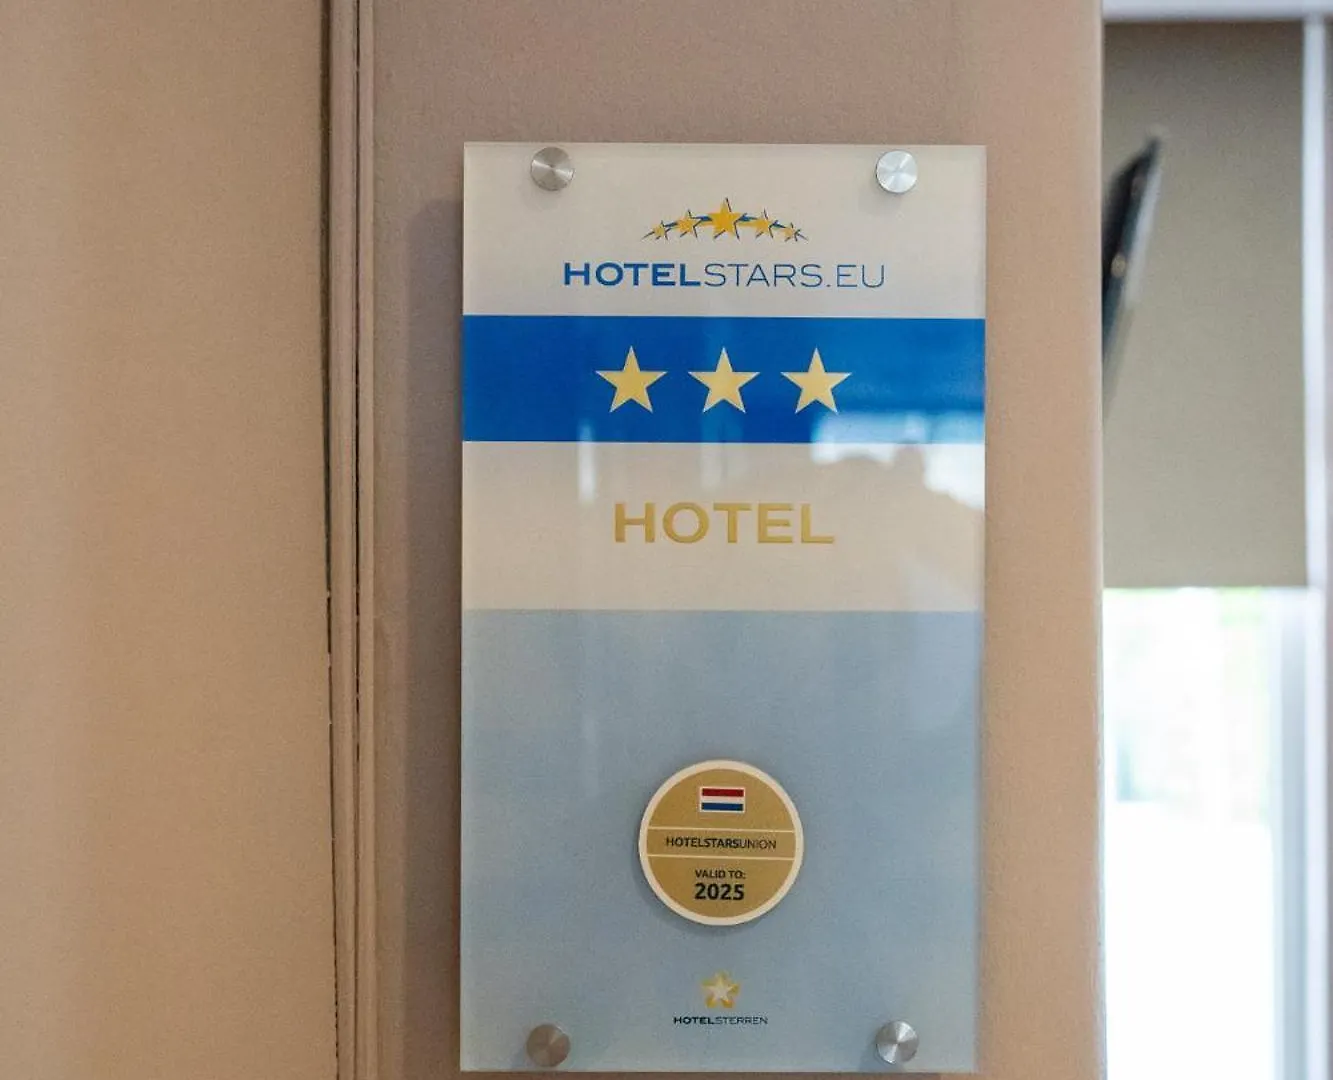 HOTELSTARS.EU
HOTEL
HOTELSTARSUNION
VALID TO:
2025
HOTELSTERREN